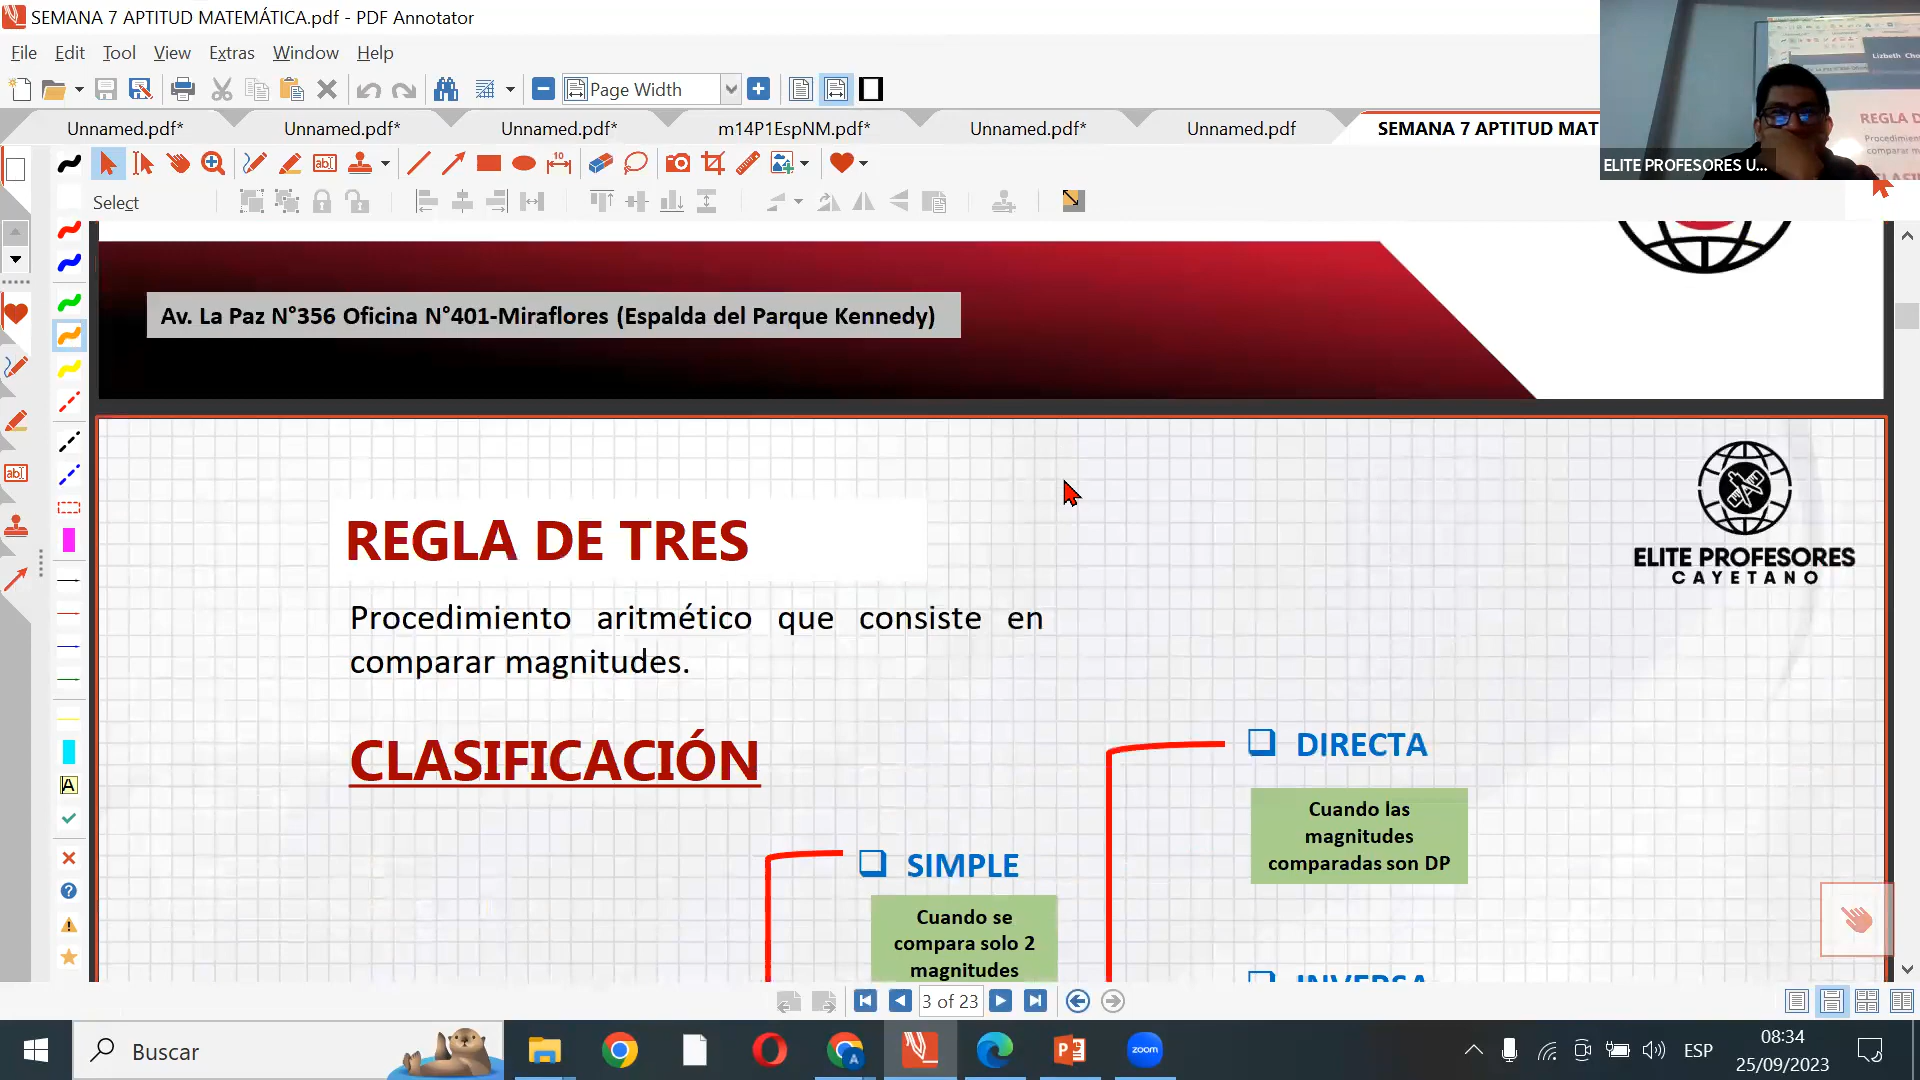 SEMANA 7 APTITUD MATEMÁTICA.pdf - PDF Annotator
File Edit Tool View Extras Window Help
Page Width
Unnamed.pdf* Unnamed.pdf* Unnamed.pdf* m14P1EspNM.pdf* Unnamed.pdf* Unnamed.pdf SEMANA 7 APTITUD MAT
Lizbeth
REGLA D
ELITE PROFESORES U...
Select
Av. La Paz N°356 Oficina N°401-Miraflores (Espalda del Parque Kennedy)
REGLA DE TRES
ELITE PROFESORES
CAYETANO
Procedimiento aritmético que consiste en
comparar magnitudes.
CLASIFICACIÓN
DIRECTA
Cuando las
magnitudes
comparadas son DP
SIMPLE
Cuando se
compara solo 2
magnitudes
INVERSA
3 of 23
Buscar
zoom
ESP
08:34
25/09/2023